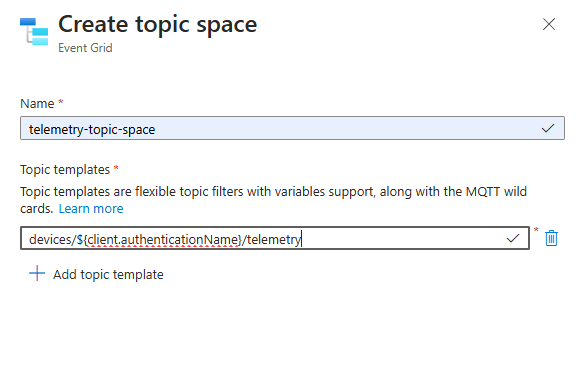 Create topic space
Event Grid
Name *
telemetry-topic-space
Topic templates *
Topic templates are flexible topic filters with variables support, along with the MQTT wild
cards. Learn more
devices/${client.authenticationName}/telemetry
*
Add topic template